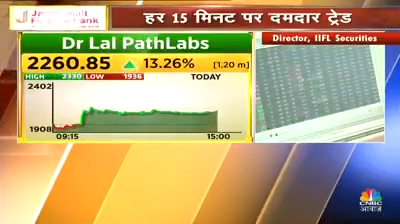 हर 15 मिनट पर दमदार ट्रेड
Dr Lal PathLabs
2260.85 13.26% [1.20 m]
HIGH 2330 LOW 1936 TODAY
2402
1908
09:15 15:00
Director, IIFL Securities
CNBC
आवाज़